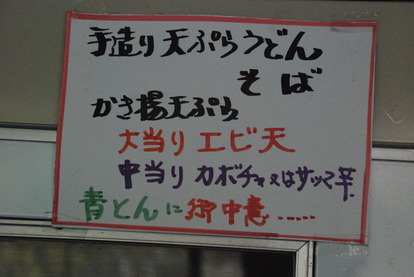 手造り天ぷらうどん
そば
かき揚天ぷら
大当り エビ天
中当り カボチャ又はサツマ芋
青とんに御中意……